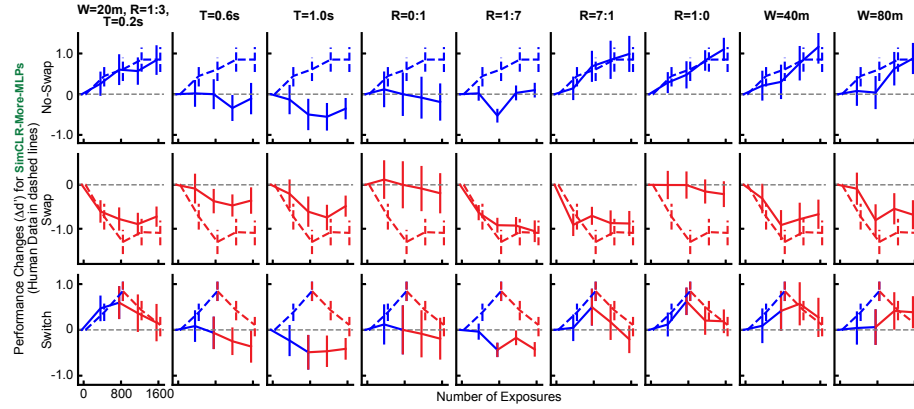 W=20m, R=1:3,
T=0.2s
T=0.6s
T=1.0s
R=0:1
R=1:7
R=7:1
R=1:0
W=40m
W=80m
Performance Changes (Δd') for SimCLR-More-MLPs
(Human Data in dashed lines)
No-Swap
1.0
0
-1.0
Swap
0
-1.0
Switch
1.0
0
-1.0
0 800 1600
Number of Exposures